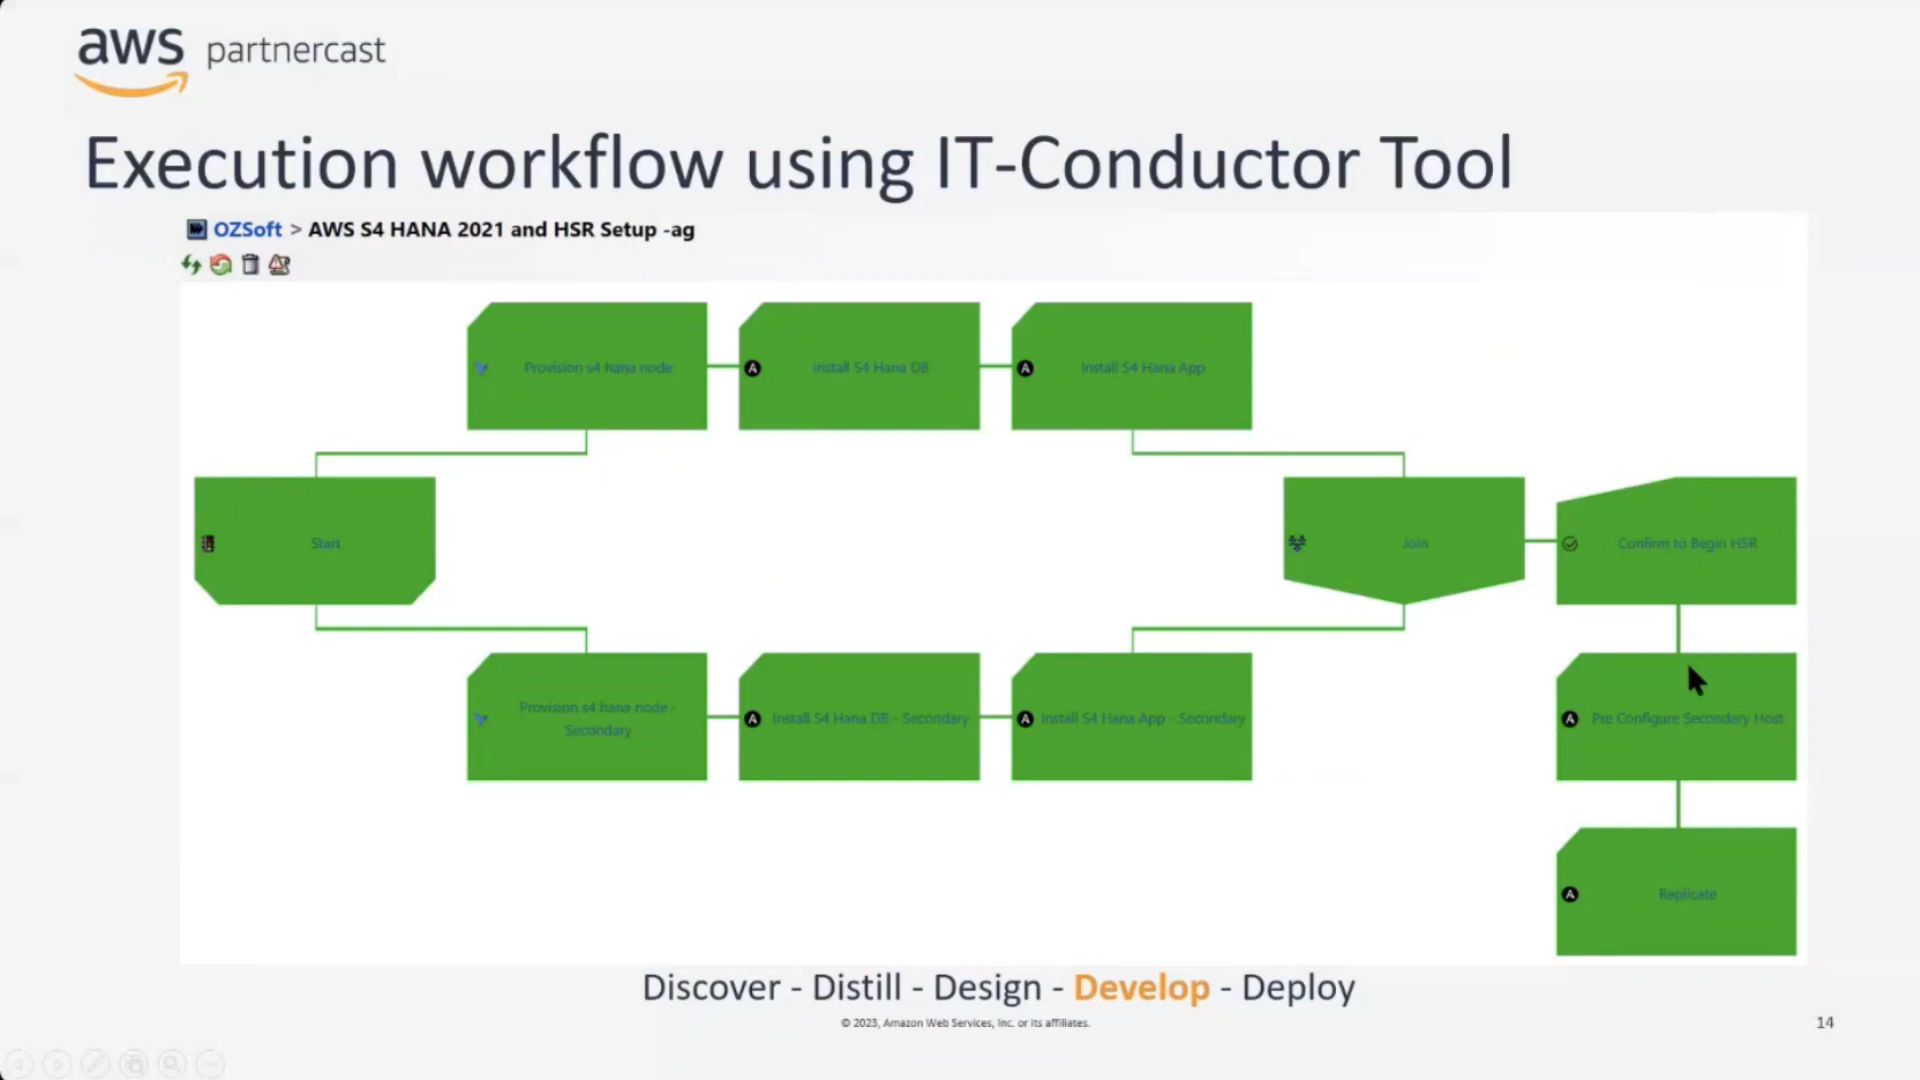 aws partnercast
Execution workflow using IT-Conductor Tool
OZSoft > AWS S4 HANA 2021 and HSR Setup -ag
Provision s4 hana node
A
Install S4 Hana DB
A
Install S4 Hana App
Start
Join
Confirm to Begin HSR
Provision s4 hana node -
Secondary
A
Install S4 Hana DB - Secondary
A
Install S4 Hana App - Secondary
A
Pre Configure Secondary Host
A
Replicate
Discover - Distill - Design - Develop - Deploy
© 2023, Amazon Web Services, Inc. or its affiliates.
14